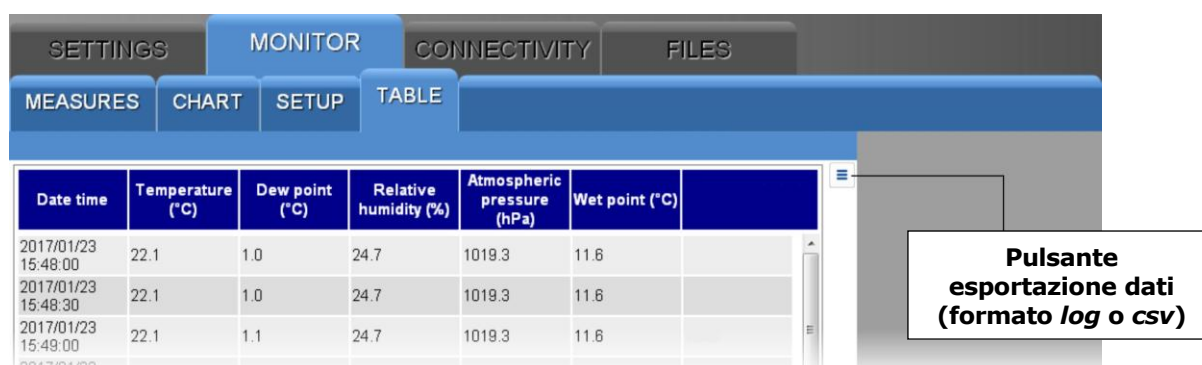 SETTINGS MONITOR CONNECTIVITY FILES
MEASURES CHART SETUP TABLE
Date time Temperature (°C) Dew point (°C) Relative humidity (%) Atmospheric pressure (hPa) Wet point (°C)
2017/01/23 15:48:00 22.1 1.0 24.7 1019.3 11.6
2017/01/23 15:48:30 22.1 1.0 24.7 1019.3 11.6
2017/01/23 15:49:00 22.1 1.1 24.7 1019.3 11.6
Pulsante
esportazione dati
(formato log o csv)